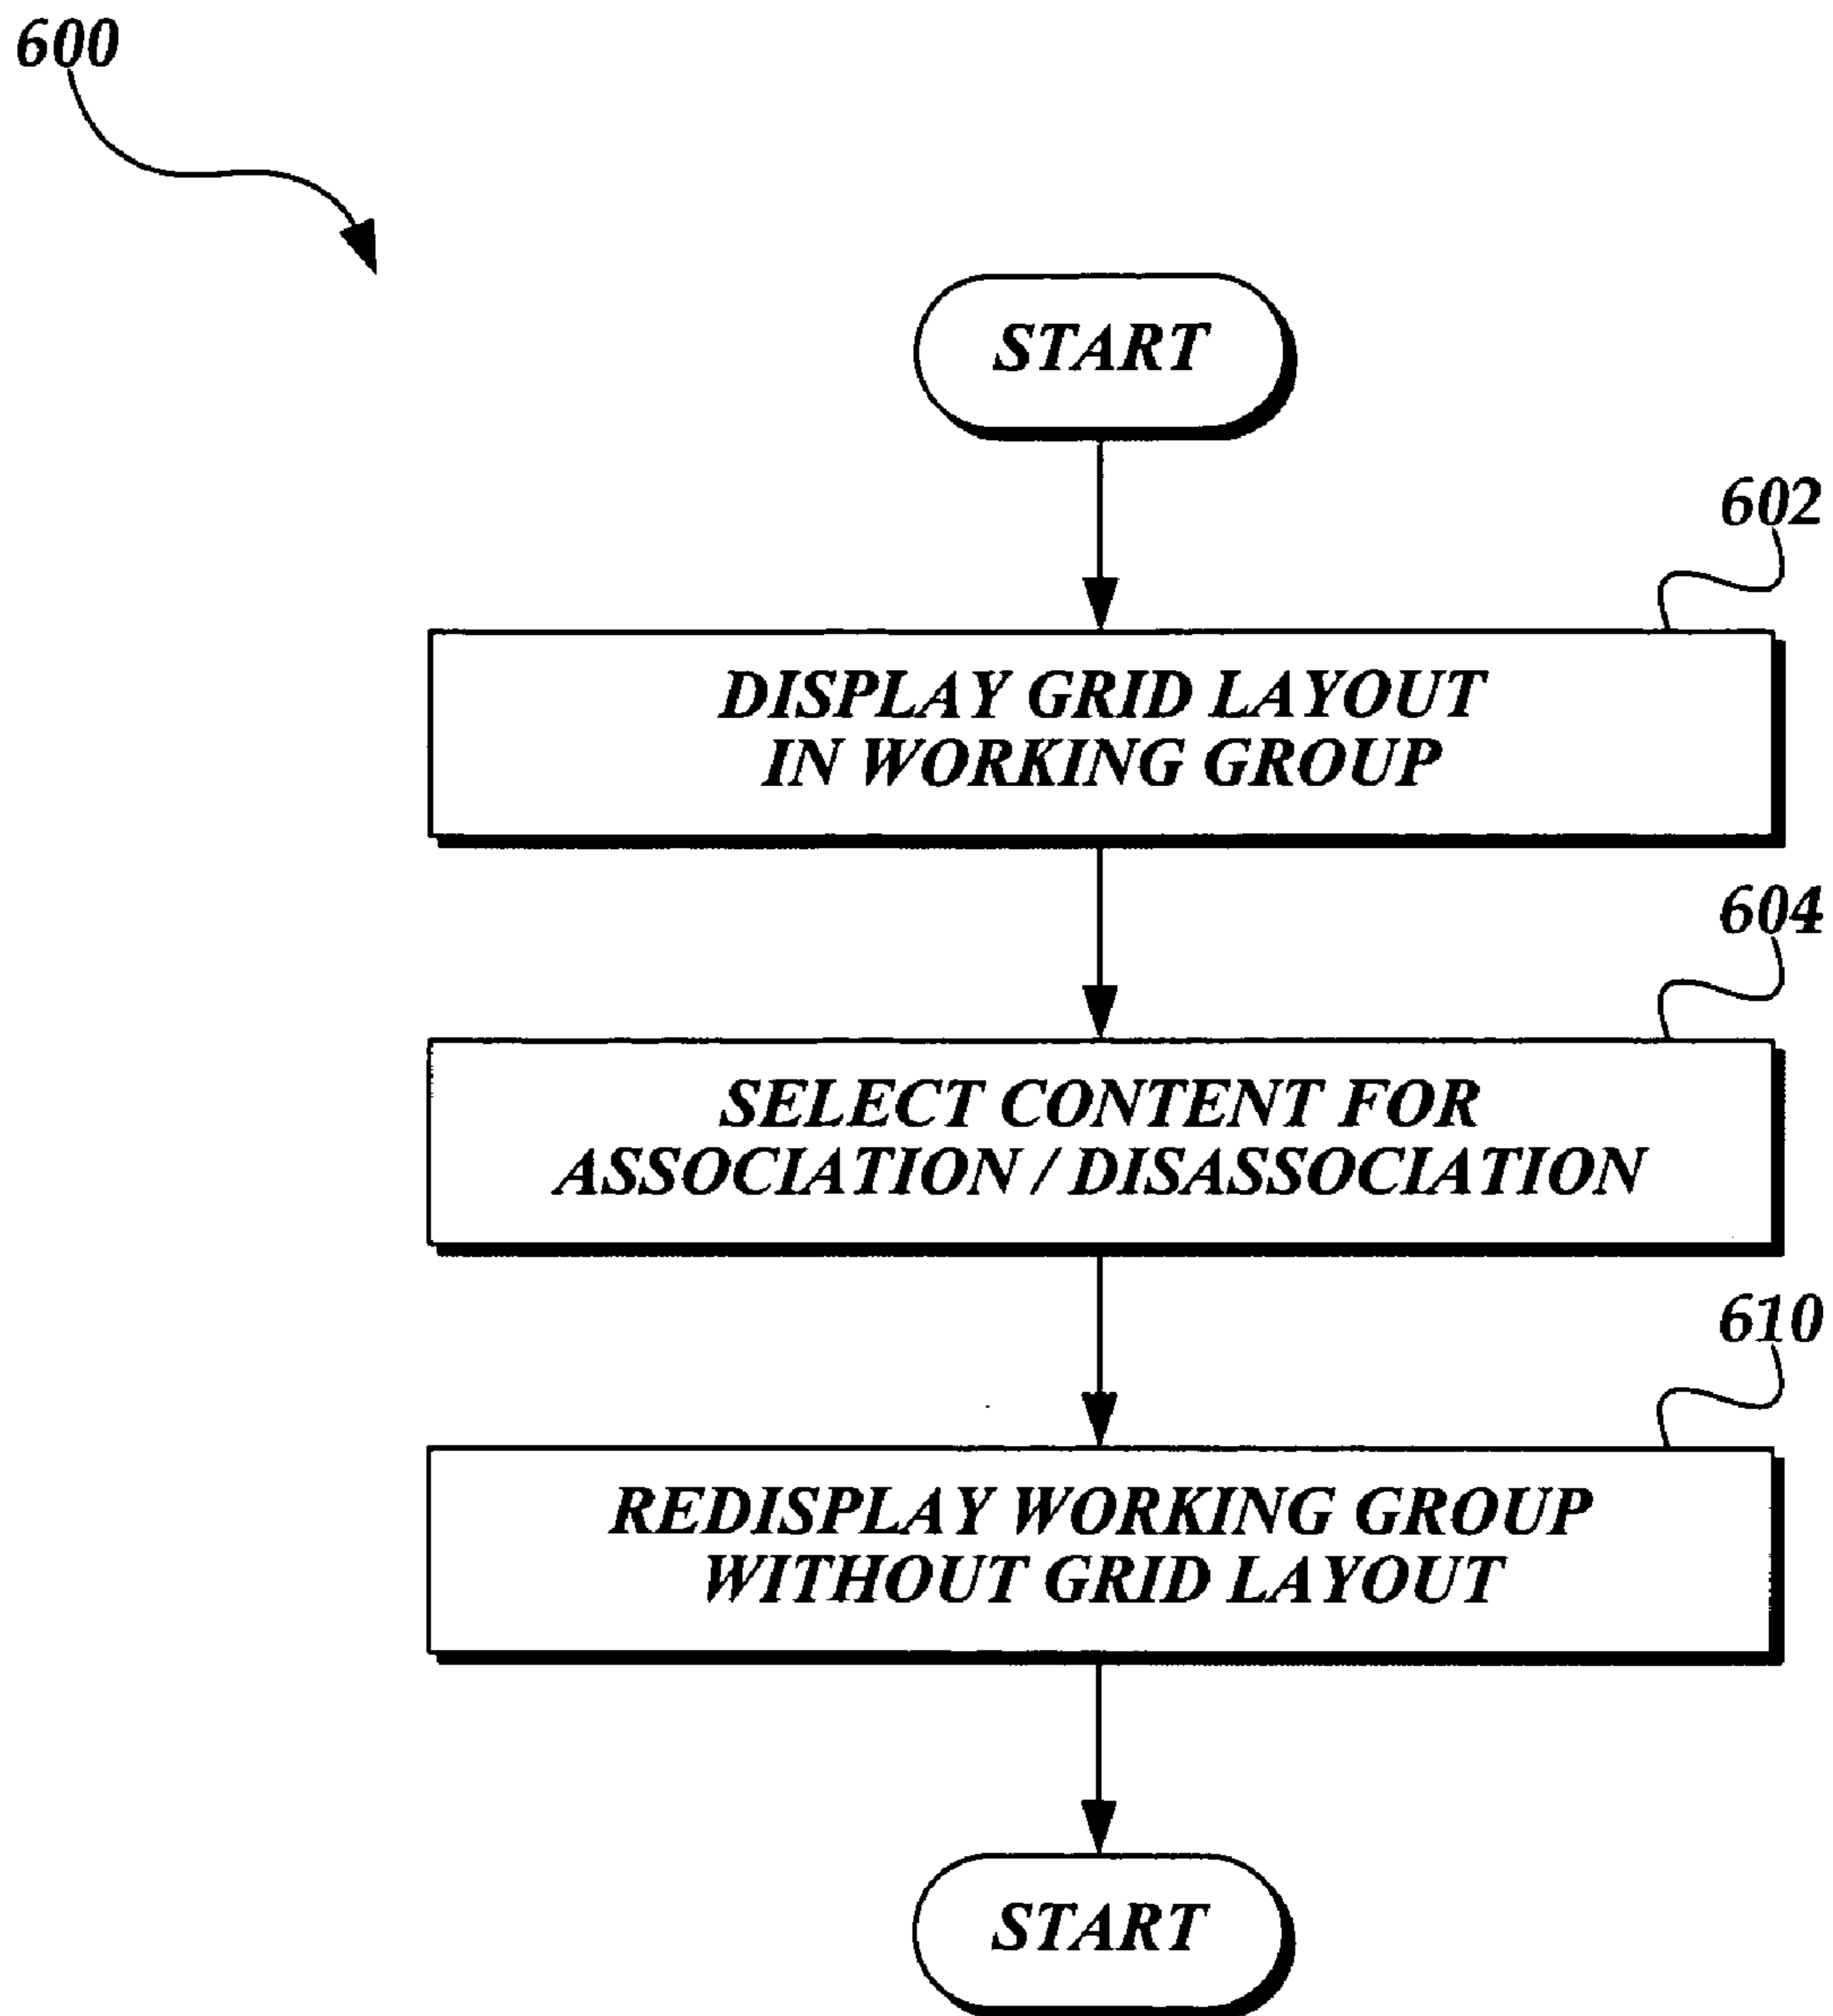 600
START
602
DISPLAY GRID LAYOUT
IN WORKING GROUP
604
SELECT CONTENT FOR
ASSOCIATION / DISASSOCIATION
610
REDISPLAY WORKING GROUP
WITHOUT GRID LAYOUT
START